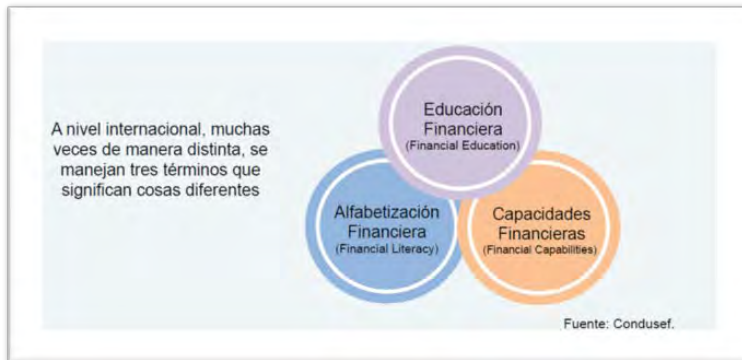 A nivel internacional, muchas
veces de manera distinta, se
manejan tres términos que
significan cosas diferentes
Educación
Financiera
(Financial Education)
Alfabetización
Financiera
(Financial Literacy)
Capacidades
Financieras
(Financial Capabilities)
Fuente: Condusef.